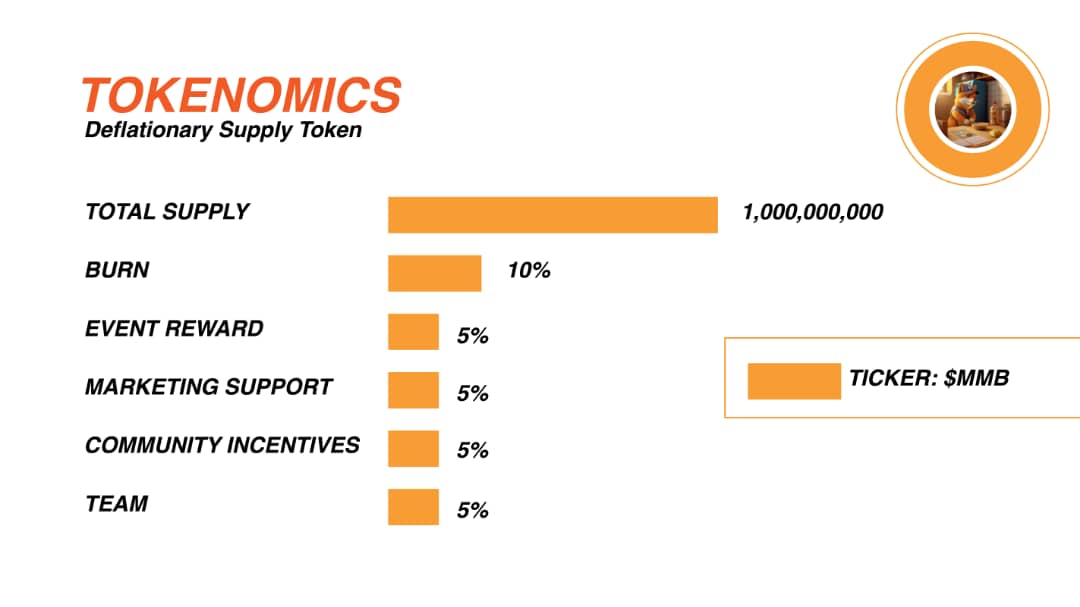 TOKENOMICS
Deflationary Supply Token
TOTAL SUPPLY 1,000,000,000
BURN 10%
EVENT REWARD 5%
MARKETING SUPPORT 5%
COMMUNITY INCENTIVES 5%
TEAM 5%
TICKER: $MMB